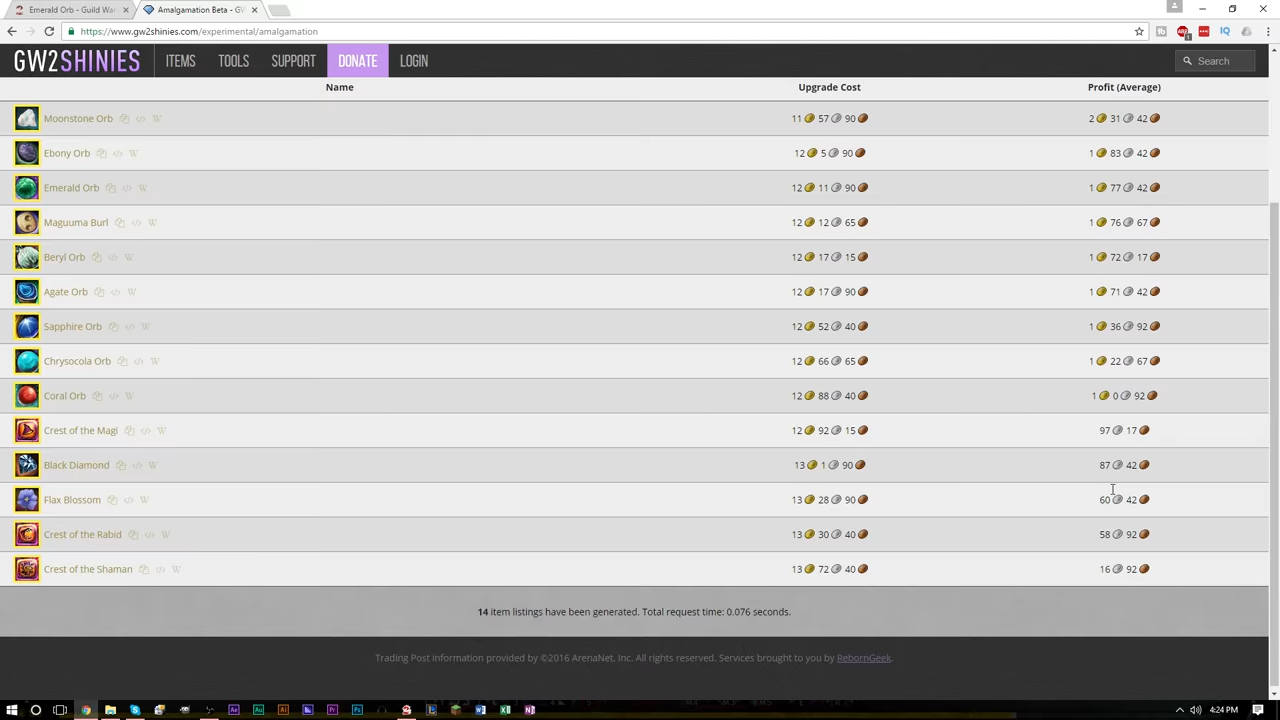 Emerald Orb - Guild War
Amalgamation Beta - GW
https://www.gw2shinies.com/experimental/amalgamation
GW2SHINIES ITEMS TOOLS SUPPORT DONATE LOGIN Search
Name Upgrade Cost Profit (Average)
Moonstone Orb W 11 57 90 2 31 42
Ebony Orb W 12 5 90 1 83 42
Emerald Orb W 12 11 90 1 77 42
Maguuma Burl W 12 12 65 1 76 67
Beryl Orb W 12 17 15 1 72 17
Agate Orb W 12 17 90 1 71 42
Sapphire Orb W 12 52 40 1 36 92
Chrysocola Orb W 12 66 65 1 22 67
Coral Orb W 12 88 40 1 0 92
Crest of the Magi W 12 92 15 97 17
Black Diamond W 13 1 90 87 42
Flax Blossom W 13 28 90 60 42
Crest of the Rabid W 13 30 40 58 92
Crest of the Shaman W 13 72 40 16 92
14 item listings have been generated. Total request time: 0.076 seconds.
Trading Post information provided by ©2016 ArenaNet, Inc. All rights reserved. Services brought to you by RebornGeek.
4:24 PM